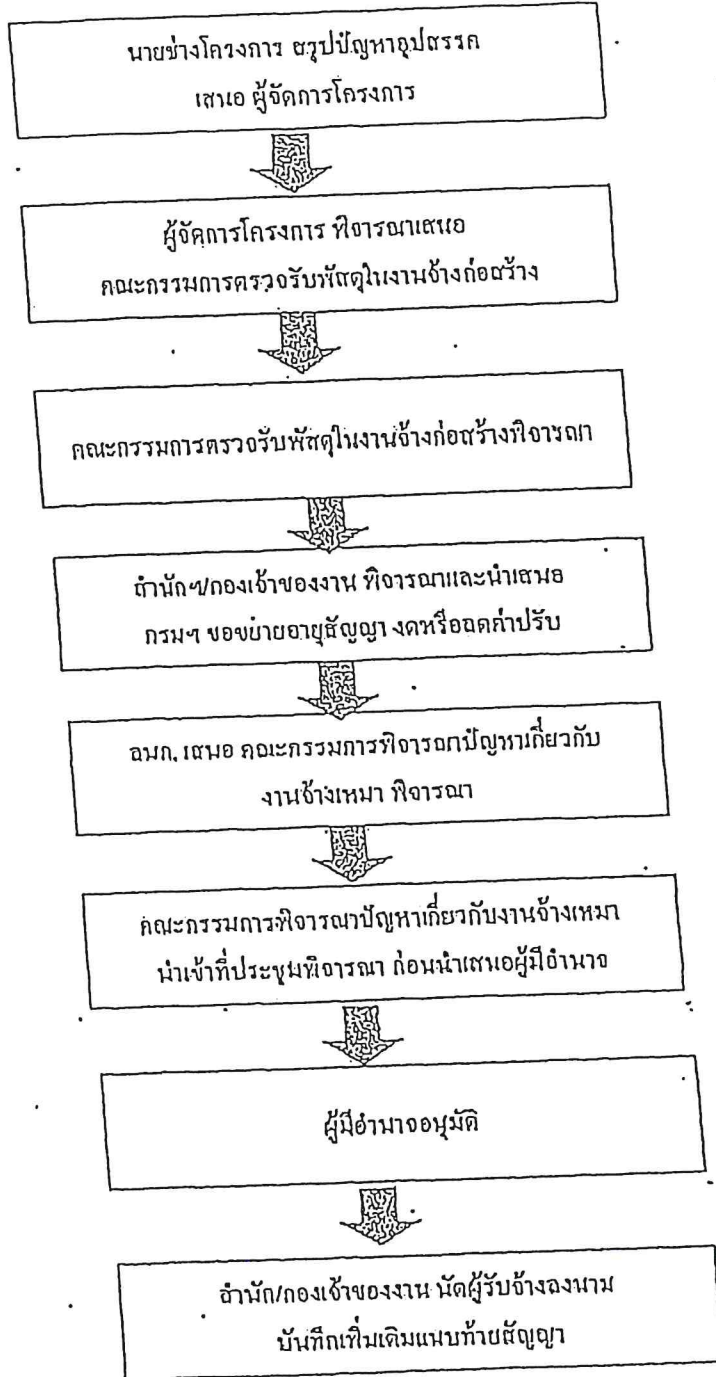 นายช่างโครงการ สรุปปัญหาอุปสรรค
เสนอ ผู้จัดการโครงการ
ผู้จัดการโครงการ พิจารณาเสนอ
คณะกรรมการตรวจรับพัสดุในงานจ้างก่อสร้าง
คณะกรรมการตรวจรับพัสดุในงานจ้างก่อสร้างพิจารณา
สำนักฯ/กองเจ้าของงาน พิจารณาและนำเสนอ
กรมฯ ขอขยายอายุสัญญา งดหรือลดค่าปรับ
ลนก. เสนอ คณะกรรมการพิจารณาปัญหาเกี่ยวกับ
งานจ้างเหมา พิจารณา
คณะกรรมการพิจารณาปัญหาเกี่ยวกับงานจ้างเหมา
นำเข้าที่ประชุมพิจารณา ก่อนนำเสนอผู้มีอำนาจ
ผู้มีอำนาจอนุมัติ
สำนัก/กองเจ้าของงาน นัดผู้รับจ้างลงนาม
บันทึกเพิ่มเติมแนบท้ายสัญญา